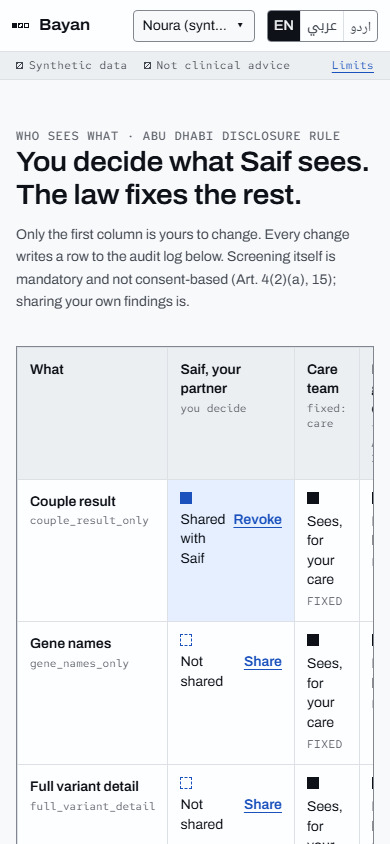 Bayan
Noura (synt... ▼
EN عربي اردو
Synthetic data Not clinical advice Limits
WHO SEES WHAT · ABU DHABI DISCLOSURE RULE
You decide what Saif sees.
The law fixes the rest.
Only the first column is yours to change. Every change
writes a row to the audit log below. Screening itself is
mandatory and not consent-based (Art. 4(2)(a), 15);
sharing your own findings is.
What
Saif, your
partner
you decide
Care
team
fixed:
care
Couple result
couple_result_only
Shared
with
Saif
Revoke
Sees,
for
your
care
FIXED
Gene names
gene_names_only
Not
shared
Share
Sees,
for
your
care
FIXED
Full variant detail
full_variant_detail
Not
shared
Share
Sees,
for